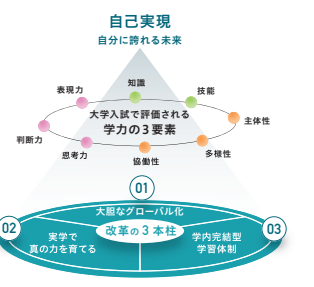 自己実現
自分に誇れる未来
知識
表現力
技能
大学入試で評価される
学力の3要素
主体性
判断力
思考力
協働性
多様性
01
大胆なグローバル化
02
改革の3本柱
03
実学で
真の力を育てる
学内完結型
学習体制